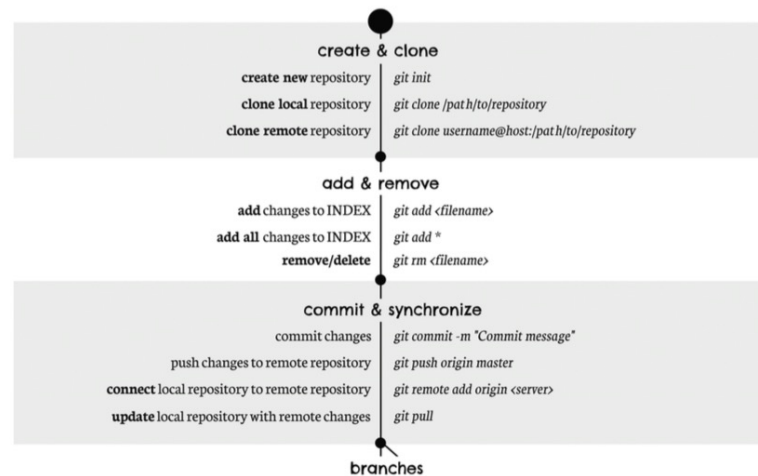 create & clone
create new repository git init
clone local repository git clone /path/to/repository
clone remote repository git clone username@host:/path/to/repository
add & remove
add changes to INDEX git add <filename>
add all changes to INDEX git add *
remove/delete git rm <filename>
commit & synchronize
commit changes git commit -m "Commit message"
push changes to remote repository git push origin master
connect local repository to remote repository git remote add origin <server>
update local repository with remote changes git pull
branches